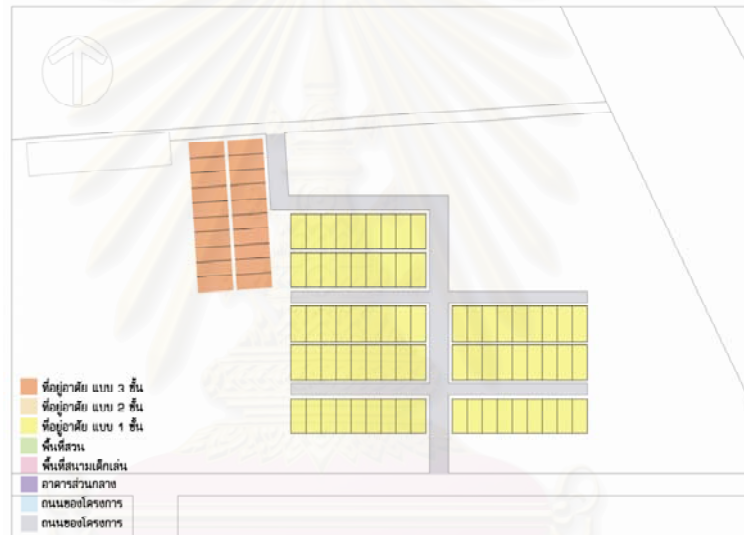 ที่อยู่อาศัย แบบ 3 ชั้น
ที่อยู่อาศัย แบบ 2 ชั้น
ที่อยู่อาศัย แบบ 1 ชั้น
พื้นที่สวน
พื้นที่สนามเด็กเล่น
อาคารส่วนกลาง
ถนนของโครงการ
ถนนของโครงการ